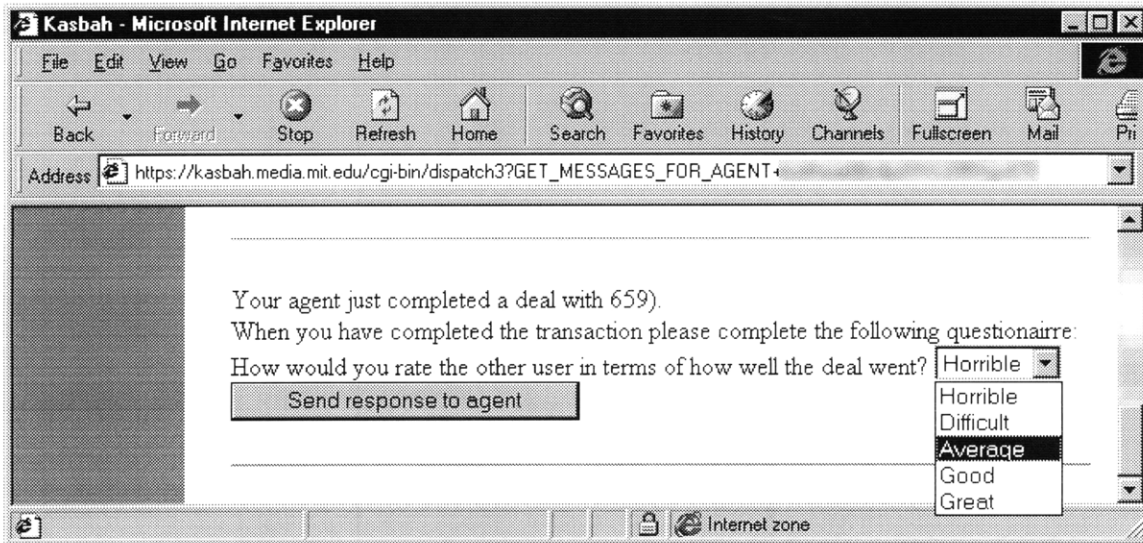 Kasbah - Microsoft Internet Explorer
File Edit View Go Favorites Help
Back Forward Stop Refresh Home Search Favorites History Channels Fullscreen Mail Pri
Address https://kasbah.media.mit.edu/cgi-bin/dispatch3?GET_MESSAGES_FOR_AGENT+
Your agent just completed a deal with 659).
When you have completed the transaction please complete the following questionairre:
How would you rate the other user in terms of how well the deal went? Horrible
Send response to agent
Horrible
Difficult
Average
Good
Great
Internet zone